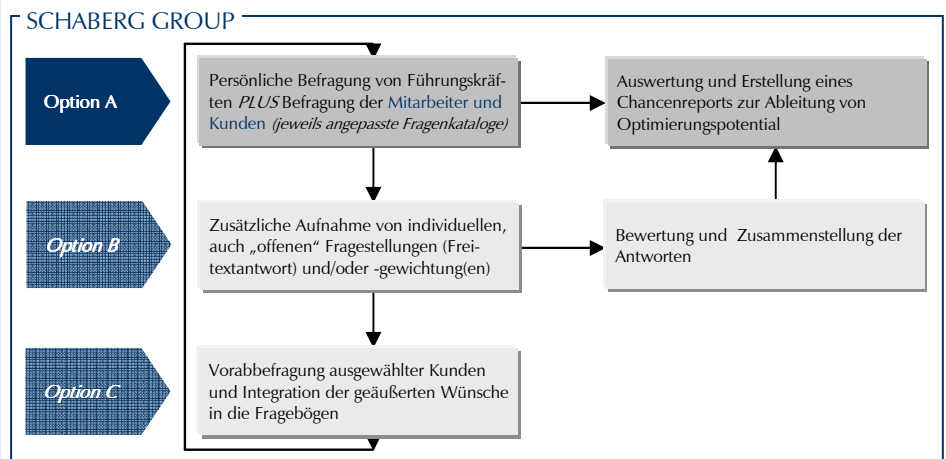 SCHABERG GROUP
Option A
Persönliche Befragung von Führungskräf-
ten PLUS Befragung der Mitarbeiter und
Kunden (jeweils angepasste Fragenkataloge)
Auswertung und Erstellung eines
Chancenreports zur Ableitung von
Optimierungspotential
Option B
Zusätzliche Aufnahme von individuellen,
auch „offenen“ Fragestellungen (Frei-
textantwort) und/oder -gewichtung(en)
Bewertung und Zusammenstellung der
Antworten
Option C
Vorabbefragung ausgewählter Kunden
und Integration der geäußerten Wünsche
in die Fragebögen